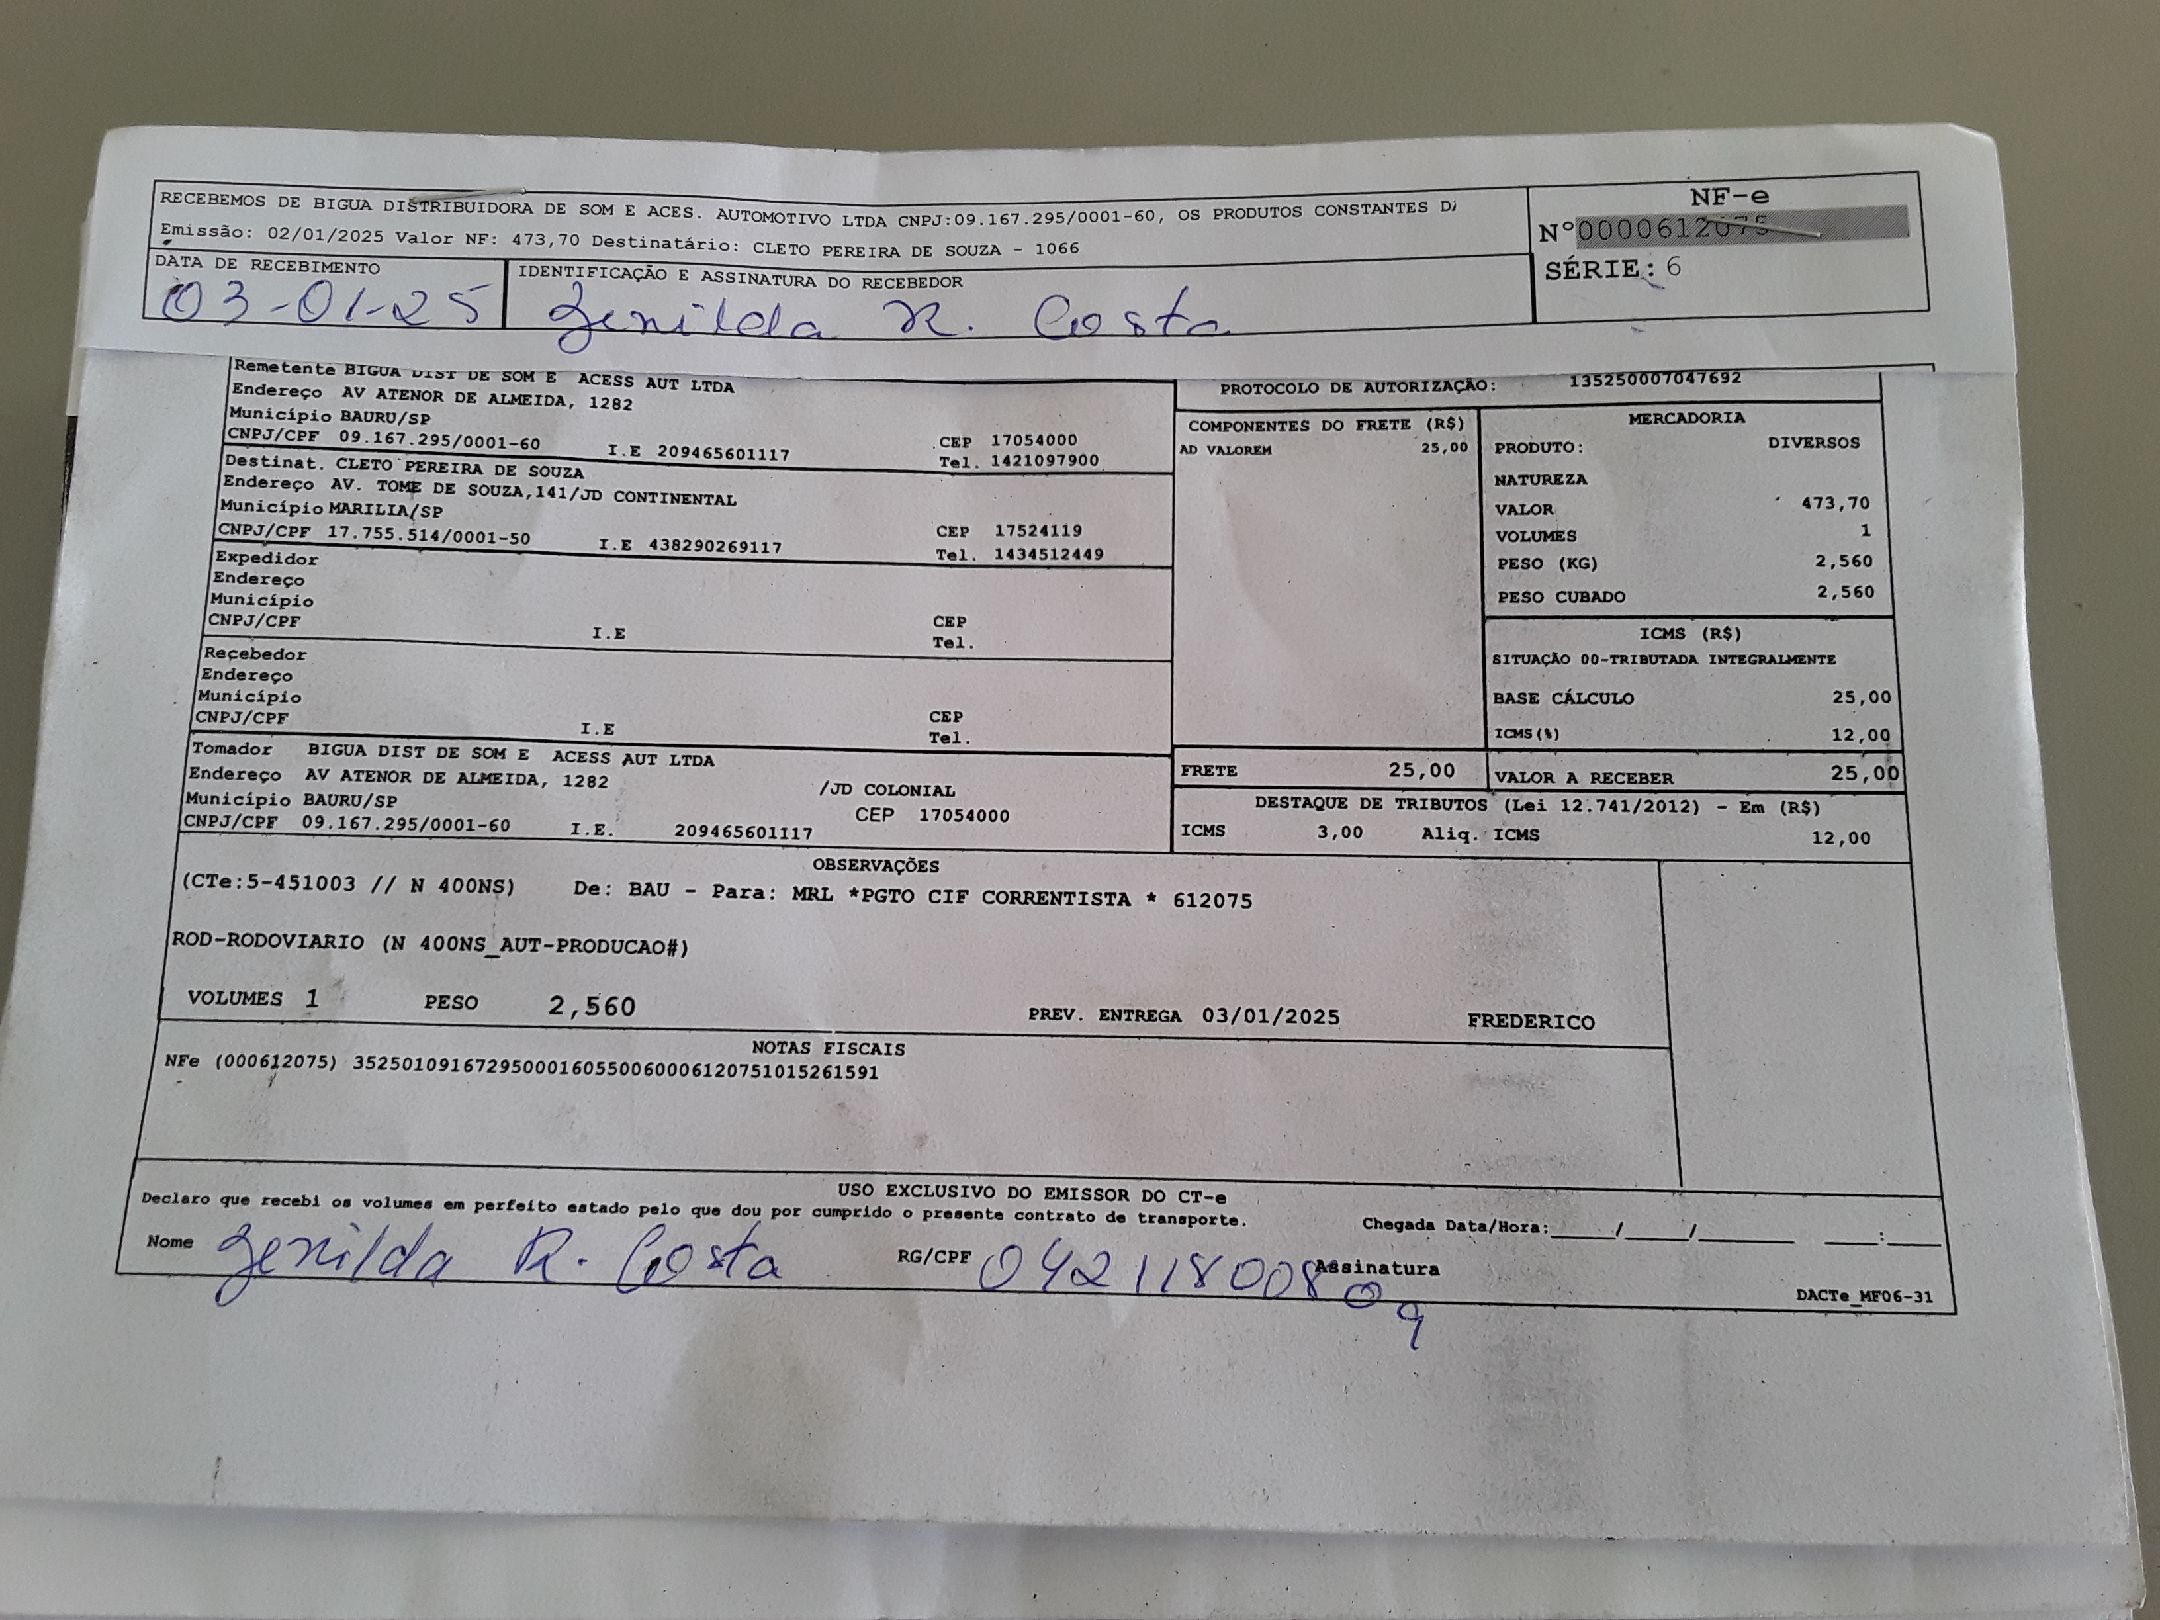 RECEBEMOS DE BIGUA DISTRIBUIDORA DE SOM E ACES. AUTOMOTIVO LTDA CNPJ:09.167.295/0001-60, OS PRODUTOS CONSTANTES
Emissão: 02/01/2025 Valor NF: 473,70 Destinatário: CLETO PEREIRA DE SOUZA - 1066
NF-e
Nº0000612075
SÉRIE: 6
DATA DE RECEBIMENTO
03-01-25
IDENTIFICAÇÃO E ASSINATURA DO RECEBEDOR
Zenilda R. Costa
Remetente BIGUA DIST DE SOM E ACESS AUT LTDA
Endereço AV ATENOR DE ALMEIDA, 1282
Município BAURU/SP
CNPJ/CPF 09.167.295/0001-60 I.E 209465601117
CEP 17054000
Tel. 1421097900
Destinat. CLETO PEREIRA DE SOUZA
Endereço AV. TOME DE SOUZA,141/JD CONTINENTAL
Município MARILIA/SP
CNPJ/CPF 17.755.514/0001-50 I.E 438290269117
CEP 17524119
Tel. 1434512449
Expedidor
Endereço
Município
CNPJ/CPF I.E
CEP
Tel.
Recebedor
Endereço
Município
CNPJ/CPF I.E
CEP
Tel.
Tomador BIGUA DIST DE SOM E ACESS AUT LTDA
Endereço AV ATENOR DE ALMEIDA, 1282 /JD COLONIAL
Município BAURU/SP CEP 17054000
CNPJ/CPF 09.167.295/0001-60 I.E. 209465601117
PROTOCOLO DE AUTORIZAÇÃO: 135250007047692
COMPONENTES DO FRETE (R$)
AD VALOREM 25,00
MERCADORIA
PRODUTO: DIVERSOS
NATUREZA
VALOR 473,70
VOLUMES 1
PESO (KG) 2,560
PESO CUBADO 2,560
ICMS (R$)
SITUAÇÃO 00-TRIBUTADA INTEGRALMENTE
BASE CÁLCULO 25,00
ICMS(%) 12,00
FRETE 25,00 VALOR A RECEBER 25,00
DESTAQUE DE TRIBUTOS (Lei 12.741/2012) - Em (R$)
ICMS 3,00 Aliq. ICMS 12,00
OBSERVAÇÕES
(CTe:5-451003 // N 400NS) De: BAU - Para: MRL *PGTO CIF CORRENTISTA * 612075
ROD-RODOVIARIO (N 400NS_AUT-PRODUCAO#)
VOLUMES 1 PESO 2,560 PREV. ENTREGA 03/01/2025 FREDERICO
NOTAS FISCAIS
NFe (000612075) 35250109167295000160550060006120751015261591
USO EXCLUSIVO DO EMISSOR DO CT-e
Declaro que recebi os volumes em perfeito estado pelo que dou por cumprido o presente contrato de transporte.
Chegada Data/Hora:____/____/______ ___:___
Nome Zenilda R. Costa RG/CPF 04211800809 Assinatura
DACTe_MF06-31